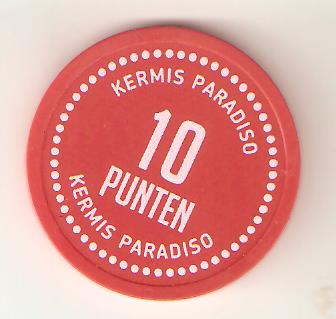 KERMIS PARADISO
10
PUNTEN
KERMIS PARADISO